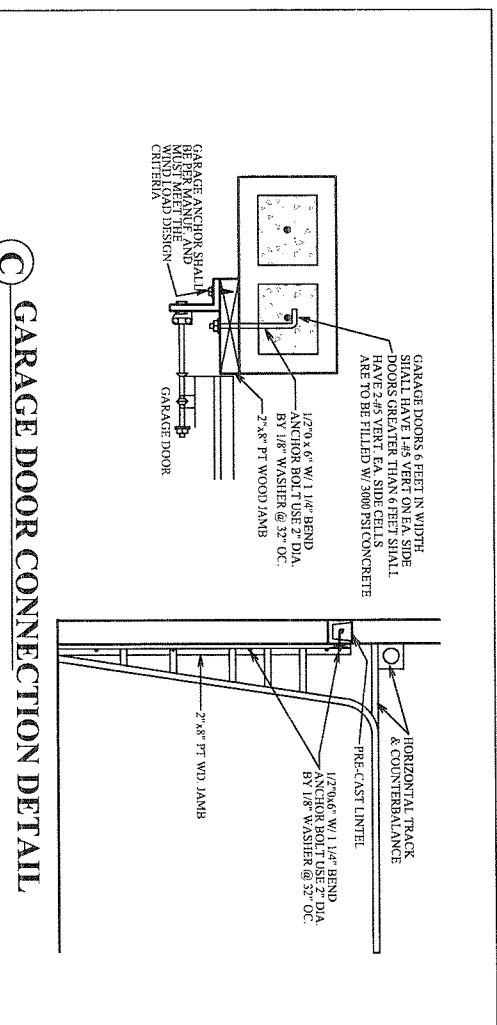 GARAGE DOORS 6 FEET IN WIDTH
SHALL HAVE 1-#5 VERT ON EA. SIDE
DOORS GREATER THAN 6 FEET SHALL
HAVE 2-#5 VERT. EA. SIDE CELLS
ARE TO BE FILLED W/ 3000 PSI CONCRETE
1/2"0 x 6" W/ 1 1/4" BEND
ANCHOR BOLT USE 2" DIA.
BY 1/8" WASHER @ 32" OC.
2"x8" PT WOOD JAMB
GARAGE DOOR
GARAGE ANCHOR SHALL
BE PER MANUF. AND
MUST MEET THE
WIND LOAD DESIGN
CRITERIA
HORIZONTAL TRACK
& COUNTERBALANCE
PRE-CAST LINTEL
1/2"0x6" W/ 1 1/4" BEND
ANCHOR BOLT USE 2" DIA.
BY 1/8" WASHER @ 32" OC.
2"x8" PT WD. JAMB
C GARAGE DOOR CONNECTION DETAIL